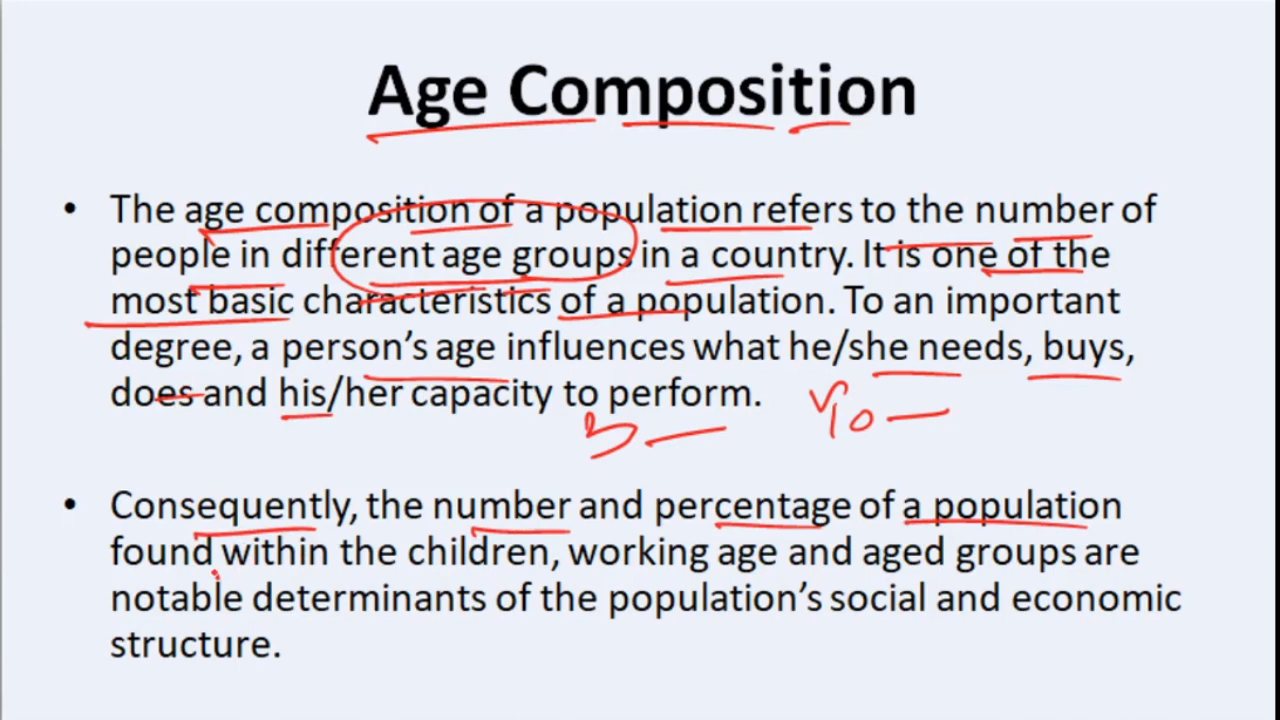 Age Composition
• The age composition of a population refers to the number of
people in different age groups in a country. It is one of the
most basic characteristics of a population. To an important
degree, a person’s age influences what he/she needs, buys,
does and his/her capacity to perform.
• Consequently, the number and percentage of a population
found within the children, working age and aged groups are
notable determinants of the population’s social and economic
structure.